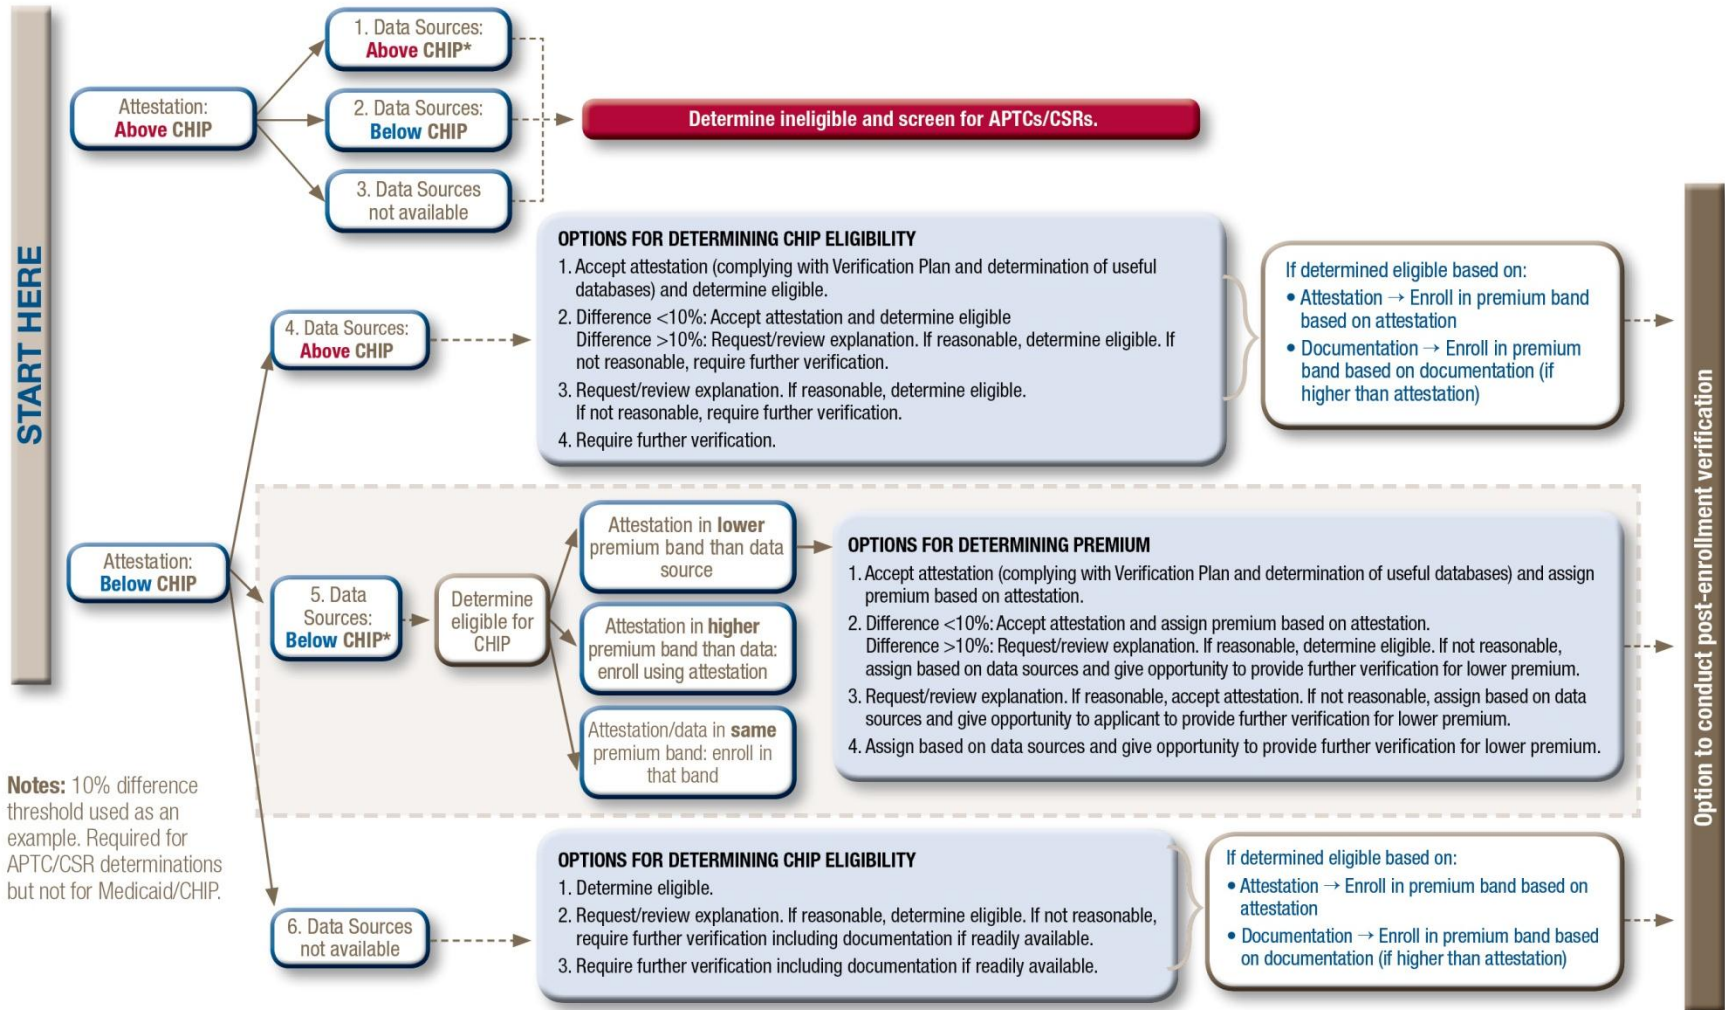 START HERE
Attestation:
Above CHIP
1. Data Sources:
Above CHIP*
2. Data Sources:
Below CHIP
3. Data Sources
not available
Determine ineligible and screen for APTCs/CSRs.
4. Data Sources:
Above CHIP
OPTIONS FOR DETERMINING CHIP ELIGIBILITY
1. Accept attestation (complying with Verification Plan and determination of useful
databases) and determine eligible.
2. Difference <10%: Accept attestation and determine eligible
Difference >10%: Request/review explanation. If reasonable, determine eligible. If
not reasonable, require further verification.
3. Request/review explanation. If reasonable, determine eligible.
If not reasonable, require further verification.
4. Require further verification.
If determined eligible based on:
• Attestation → Enroll in premium band
based on attestation
• Documentation → Enroll in premium
band based on documentation (if
higher than attestation)
Attestation:
Below CHIP
5. Data
Sources:
Below CHIP*
Determine
eligible for
CHIP
Attestation in lower
premium band than data
source
Attestation in higher
premium band than data:
enroll using attestation
Attestation/data in same
premium band: enroll in
that band
OPTIONS FOR DETERMINING PREMIUM
1. Accept attestation (complying with Verification Plan and determination of useful databases) and assign
premium based on attestation.
2. Difference <10%: Accept attestation and assign premium based on attestation.
Difference >10%: Request/review explanation. If reasonable, determine eligible. If not reasonable,
assign based on data sources and give opportunity to provide further verification for lower premium.
3. Request/review explanation. If reasonable, accept attestation. If not reasonable, assign based on data
sources and give opportunity to applicant to provide further verification for lower premium.
4. Assign based on data sources and give opportunity to provide further verification for lower premium.
Notes: 10% difference
threshold used as an
example. Required for
APTC/CSR determinations
but not for Medicaid/CHIP.
6. Data Sources
not available
OPTIONS FOR DETERMINING CHIP ELIGIBILITY
1. Determine eligible.
2. Request/review explanation. If reasonable, determine eligible. If not reasonable,
require further verification including documentation if readily available.
3. Require further verification including documentation if readily available.
If determined eligible based on:
• Attestation → Enroll in premium band based on
attestation
• Documentation → Enroll in premium band based
on documentation (if higher than attestation)
Option to conduct post-enrollment verification